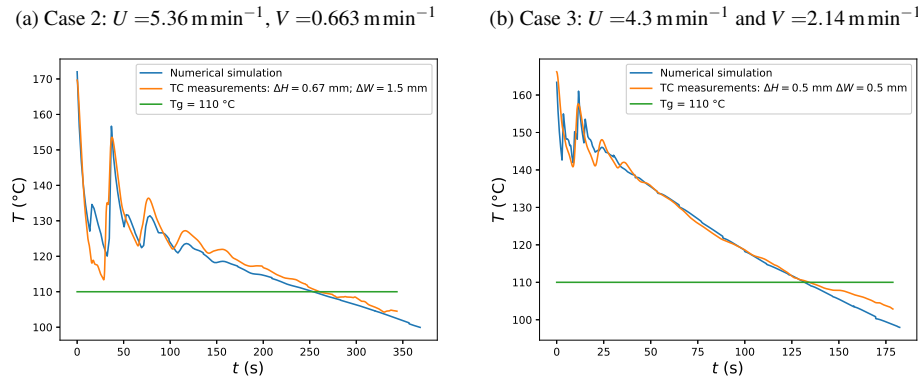 (a) Case 2: U =5.36 m min⁻¹, V =0.663 m min⁻¹
170
160
150
140
130
120
110
100
T (°C)
Numerical simulation
TC measurements: ΔH = 0.67 mm; ΔW = 1.5 mm
Tg = 110 °C
0 50 100 150 200 250 300 350
t (s)
(b) Case 3: U =4.3 m min⁻¹ and V =2.14 m min⁻¹
160
150
140
130
120
110
100
T (°C)
Numerical simulation
TC measurements: ΔH = 0.5 mm ΔW = 0.5 mm
Tg = 110 °C
0 25 50 75 100 125 150 175
t (s)